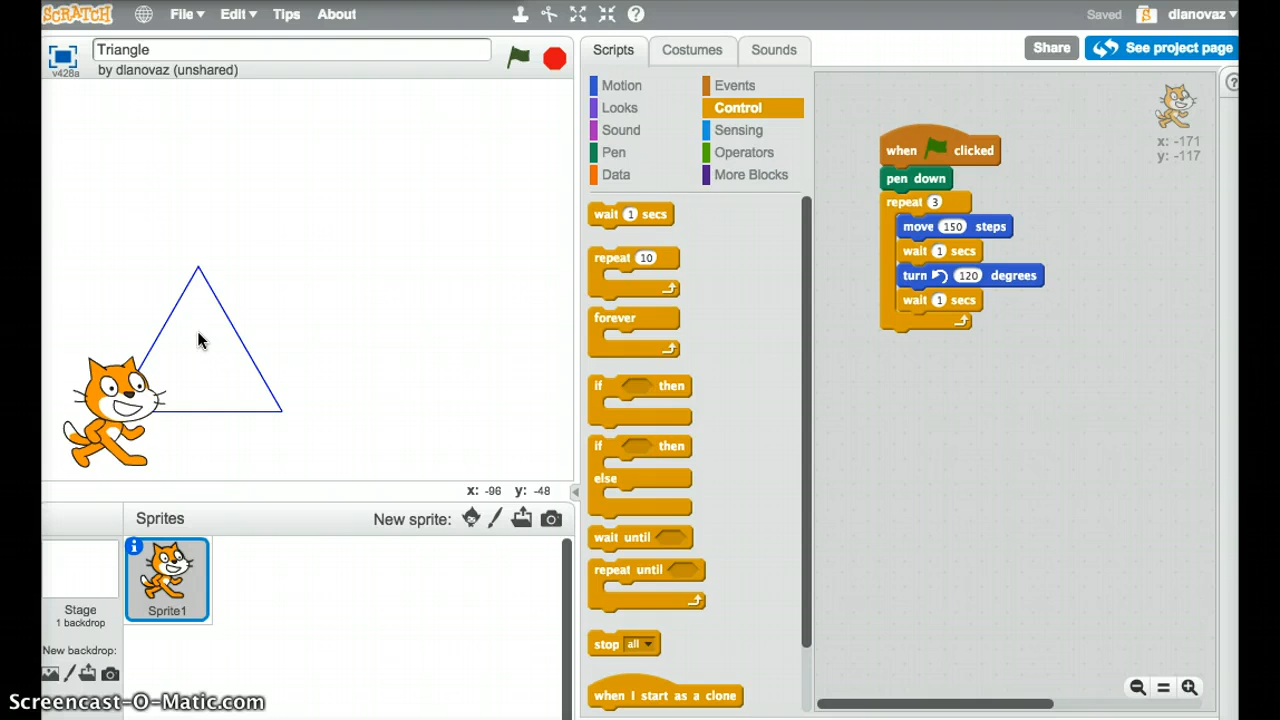 SCRATCH File Edit Tips About Saved dlanovaz
v428a
Triangle
by dlanovaz (unshared)
Scripts Costumes Sounds
Share See project page
Motion Events
Looks Control
Sound Sensing
Pen Operators
Data More Blocks
wait 1 secs
repeat 10
forever
if then
if then
else
wait until
repeat until
stop all
when I start as a clone
when clicked
pen down
repeat 3
move 150 steps
wait 1 secs
turn 120 degrees
wait 1 secs
x: -171
y: -117
?
x: -96 y: -48
Sprites New sprite:
i
Sprite1
Stage
1 backdrop
New backdrop:
Screencast-O-Matic.com